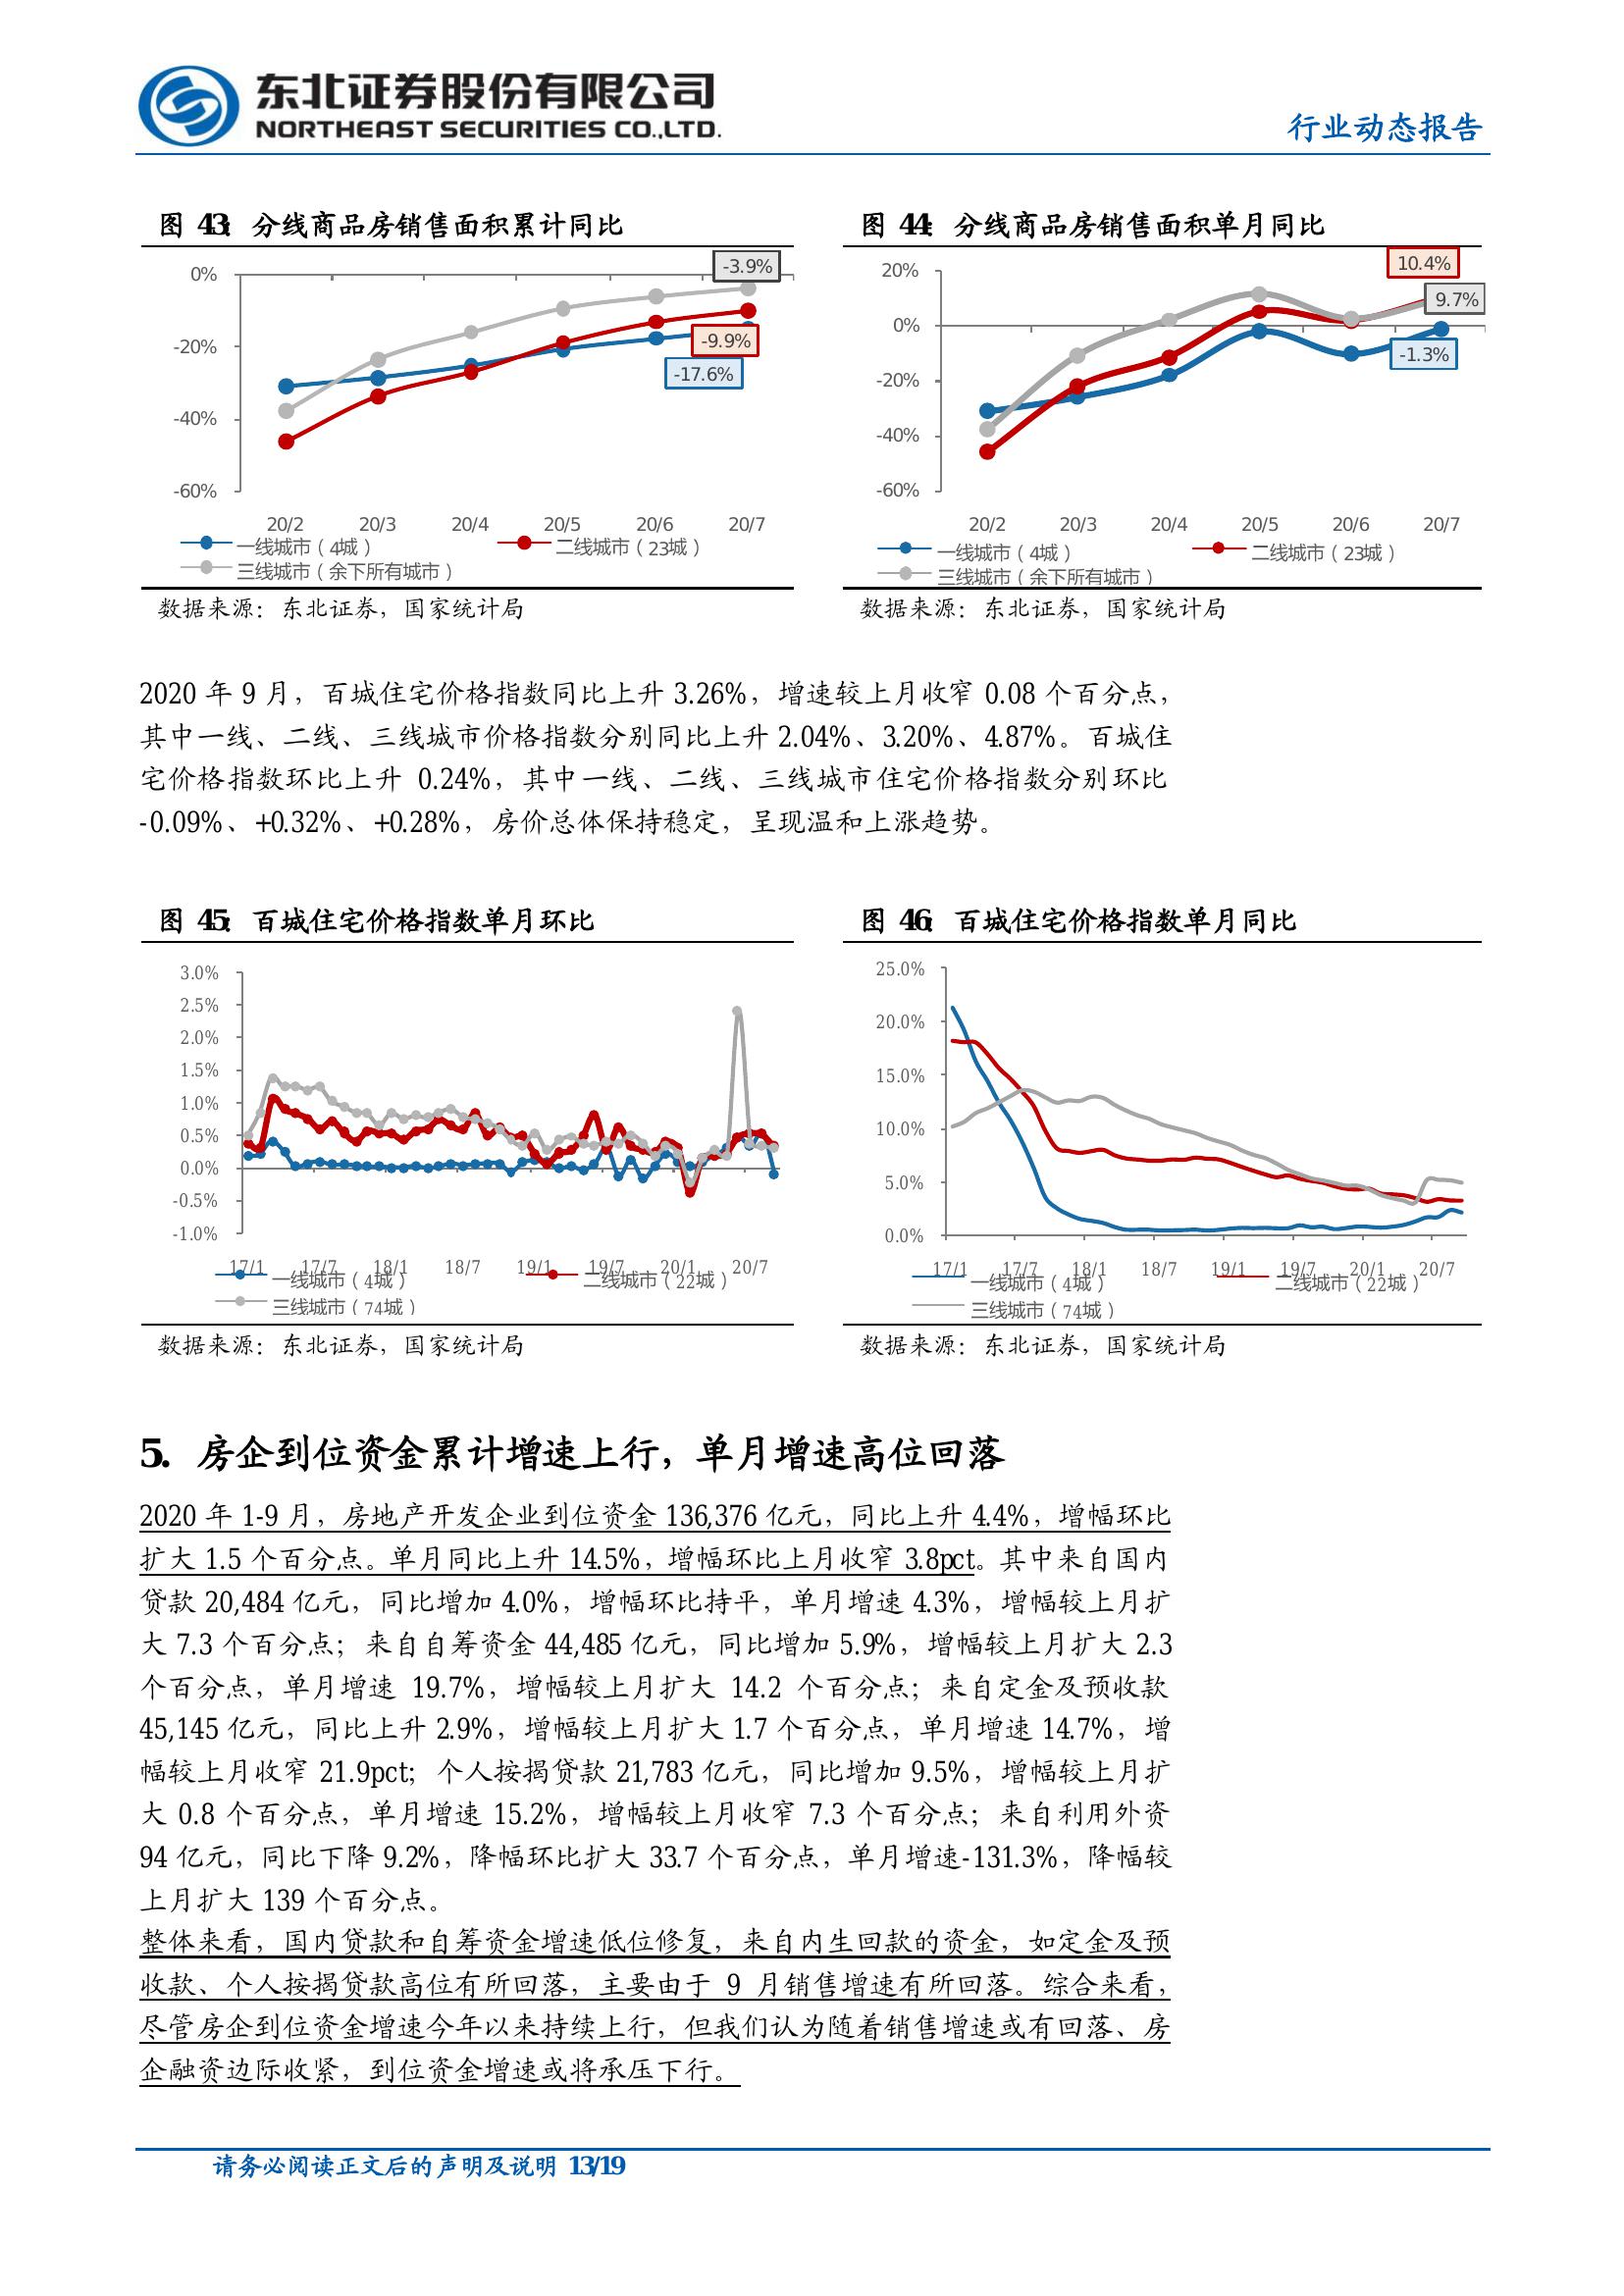 东北证券股份有限公司
NORTHEAST SECURITIES CO.,LTD.
行业动态报告
图 43: 分线商品房销售面积累计同比
0%
-20%
-40%
-60%
-3.9%
-9.9%
-17.6%
20/2 20/3 20/4 20/5 20/6 20/7
一线城市（4城） 二线城市（23城）
三线城市（余下所有城市）
数据来源：东北证券，国家统计局
图 44: 分线商品房销售面积单月同比
20%
0%
-20%
-40%
-60%
10.4%
9.7%
-1.3%
20/2 20/3 20/4 20/5 20/6 20/7
一线城市（4城） 二线城市（23城）
三线城市（余下所有城市）
数据来源：东北证券，国家统计局
2020 年 9 月，百城住宅价格指数同比上升 3.26%，增速较上月收窄 0.08 个百分点，
其中一线、二线、三线城市价格指数分别同比上升 2.04%、3.20%、4.87%。百城住
宅价格指数环比上升 0.24%，其中一线、二线、三线城市住宅价格指数分别环比
-0.09%、+0.32%、+0.28%，房价总体保持稳定，呈现温和上涨趋势。
图 45: 百城住宅价格指数单月环比
3.0%
2.5%
2.0%
1.5%
1.0%
0.5%
0.0%
-0.5%
-1.0%
17/1 17/7 18/1 18/7 19/1 19/7 20/1 20/7
一线城市（4城） 二线城市（22城）
三线城市（74城）
数据来源：东北证券，国家统计局
图 46: 百城住宅价格指数单月同比
25.0%
20.0%
15.0%
10.0%
5.0%
0.0%
17/1 17/7 18/1 18/7 19/1 19/7 20/1 20/7
一线城市（4城） 二线城市（22城）
三线城市（74城）
数据来源：东北证券，国家统计局
5. 房企到位资金累计增速上行，单月增速高位回落
2020 年 1-9 月，房地产开发企业到位资金 136,376 亿元，同比上升 4.4%，增幅环比
扩大 1.5 个百分点。单月同比上升 14.5%，增幅环比上月收窄 3.8pct。其中来自国内
贷款 20,484 亿元，同比增加 4.0%，增幅环比持平，单月增速 4.3%，增幅较上月扩
大 7.3 个百分点；来自自筹资金 44,485 亿元，同比增加 5.9%，增幅较上月扩大 2.3
个百分点，单月增速 19.7%，增幅较上月扩大 14.2 个百分点；来自定金及预收款
45,145 亿元，同比上升 2.9%，增幅较上月扩大 1.7 个百分点，单月增速 14.7%，增
幅较上月收窄 21.9pct；个人按揭贷款 21,783 亿元，同比增加 9.5%，增幅较上月扩
大 0.8 个百分点，单月增速 15.2%，增幅较上月收窄 7.3 个百分点；来自利用外资
94 亿元，同比下降 9.2%，降幅环比扩大 33.7 个百分点，单月增速-131.3%，降幅较
上月扩大 139 个百分点。
整体来看，国内贷款和自筹资金增速低位修复，来自内生回款的资金，如定金及预
收款、个人按揭贷款高位有所回落，主要由于 9 月销售增速有所回落。综合来看，
尽管房企到位资金增速今年以来持续上行，但我们认为随着销售增速或有回落、房
企融资边际收紧，到位资金增速或将承压下行。
请务必阅读正文后的声明及说明 13/19